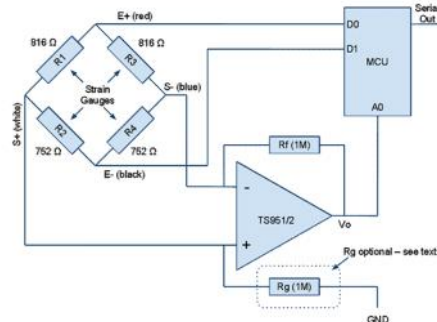 E+ (red)
Serial
Out
816 Ω
816 Ω
D0
D1
R1
R3
MCU
S- (blue)
Strain
Gauges
S+ (white)
A0
R2
R4
752 Ω
752 Ω
E- (black)
Rf (1M)
-
TS951/2
Vo
+
Rg optional – see text
Rg (1M)
GND